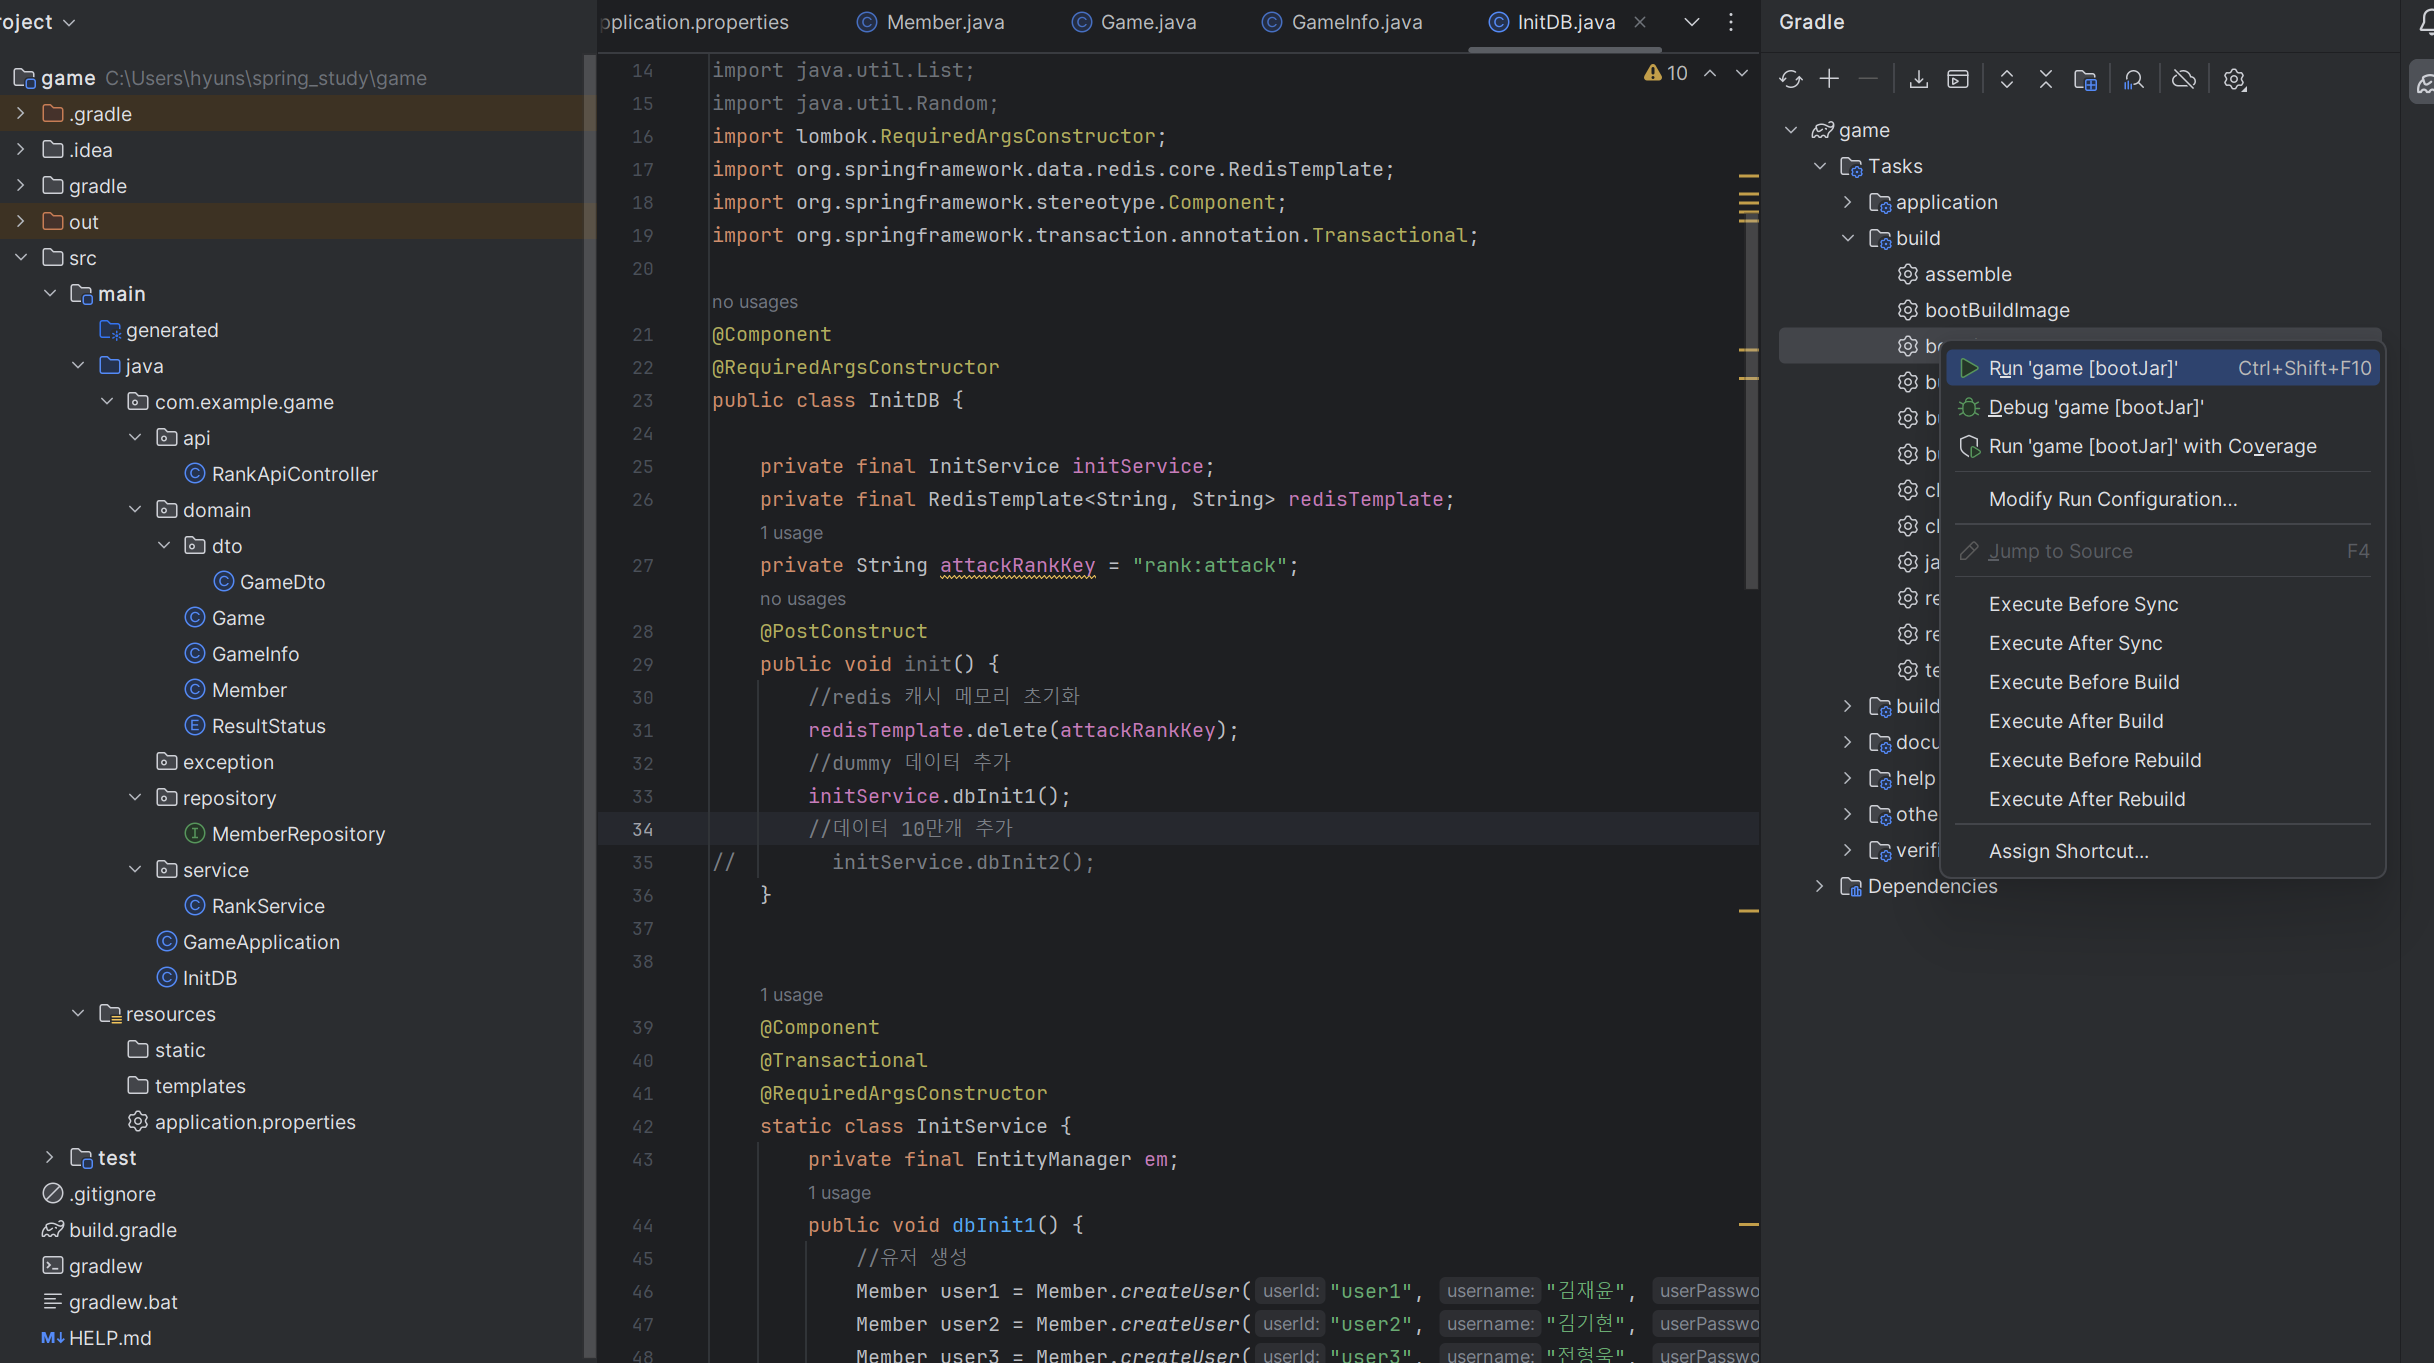 roject
game C:\Users\hyuns\spring_study\game
.gradle
.idea
gradle
out
src
main
generated
java
com.example.game
api
RankApiController
domain
dto
GameDto
Game
GameInfo
Member
ResultStatus
exception
repository
MemberRepository
service
RankService
GameApplication
InitDB
resources
static
templates
application.properties
test
.gitignore
build.gradle
gradlew
gradlew.bat
M↓ HELP.md
pplication.properties Member.java Game.java GameInfo.java InitDB.java
10
14 import java.util.List;
15 import java.util.Random;
16 import lombok.RequiredArgsConstructor;
17 import org.springframework.data.redis.core.RedisTemplate;
18 import org.springframework.stereotype.Component;
19 import org.springframework.transaction.annotation.Transactional;
20
no usages
21 @Component
22 @RequiredArgsConstructor
23 public class InitDB {
24
25 private final InitService initService;
26 private final RedisTemplate<String, String> redisTemplate;
1 usage
27 private String attackRankKey = "rank:attack";
no usages
28 @PostConstruct
29 public void init() {
30 //redis 캐시 메모리 초기화
31 redisTemplate.delete(attackRankKey);
32 //dummy 데이터 추가
33 initService.dbInit1();
34 //데이터 10만개 추가
35 // initService.dbInit2();
36 }
37
38
1 usage
39 @Component
40 @Transactional
41 @RequiredArgsConstructor
42 static class InitService {
43 private final EntityManager em;
1 usage
44 public void dbInit1() {
45 //유저 생성
46 Member user1 = Member.createUser( userId: "user1", username: "김재윤", userPasswo
47 Member user2 = Member.createUser( userId: "user2", username: "김기현", userPasswo
48 Member user3 = Member.createUser( userId: "user3", username: "전형욱", userPasswo
Gradle
game
Tasks
application
build
assemble
bootBuildImage
bo
bu
bu
bu
cl
cl
ja
re
re
te
build
docu
help
othe
verifi
Dependencies
Run 'game [bootJar]' Ctrl+Shift+F10
Debug 'game [bootJar]'
Run 'game [bootJar]' with Coverage
Modify Run Configuration...
Jump to Source F4
Execute Before Sync
Execute After Sync
Execute Before Build
Execute After Build
Execute Before Rebuild
Execute After Rebuild
Assign Shortcut...